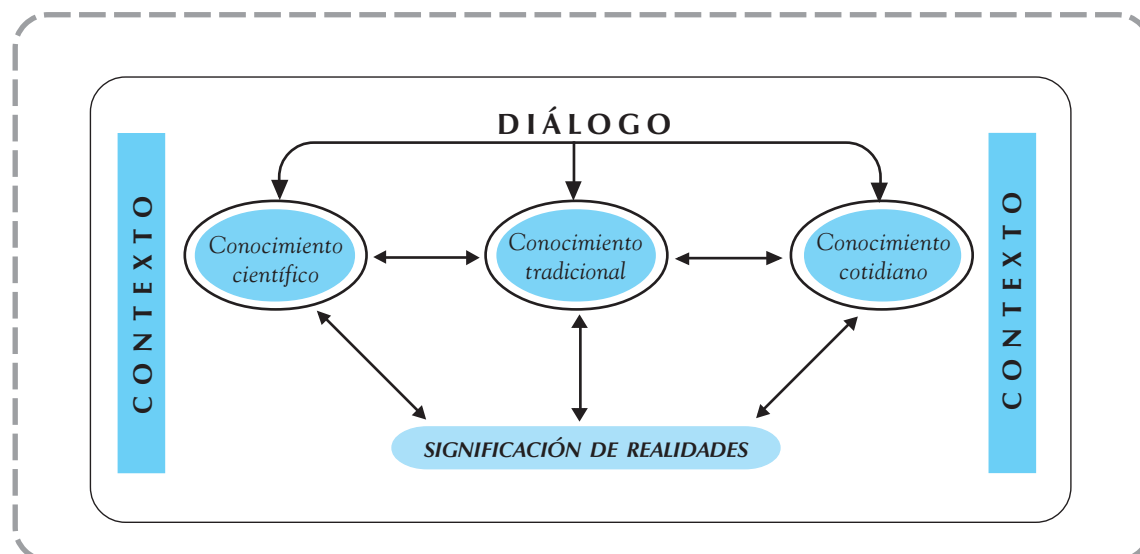 DIÁLOGO
CONTEXTO
Conocimiento
científico
Conocimiento
tradicional
Conocimiento
cotidiano
CONTEXTO
SIGNIFICACIÓN DE REALIDADES